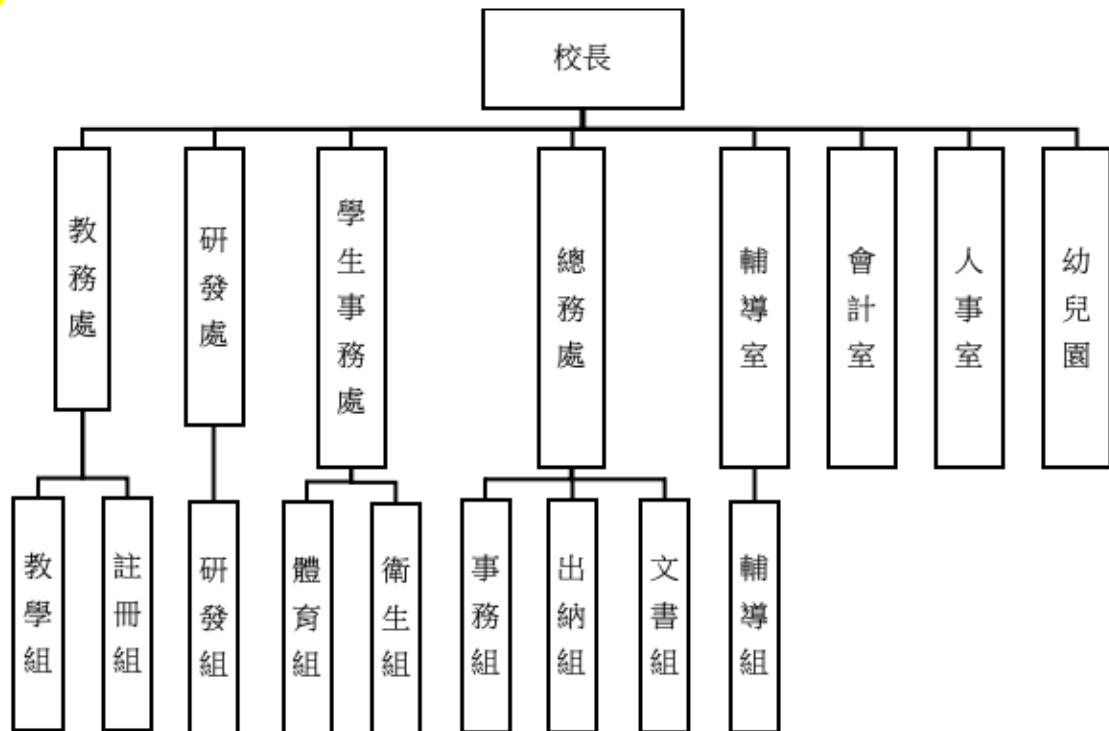 校長
教務處
研發處
學生事務處
總務處
輔導室
會計室
人事室
幼兒園
教學組
註冊組
研發組
體育組
衛生組
事務組
出納組
文書組
輔導組